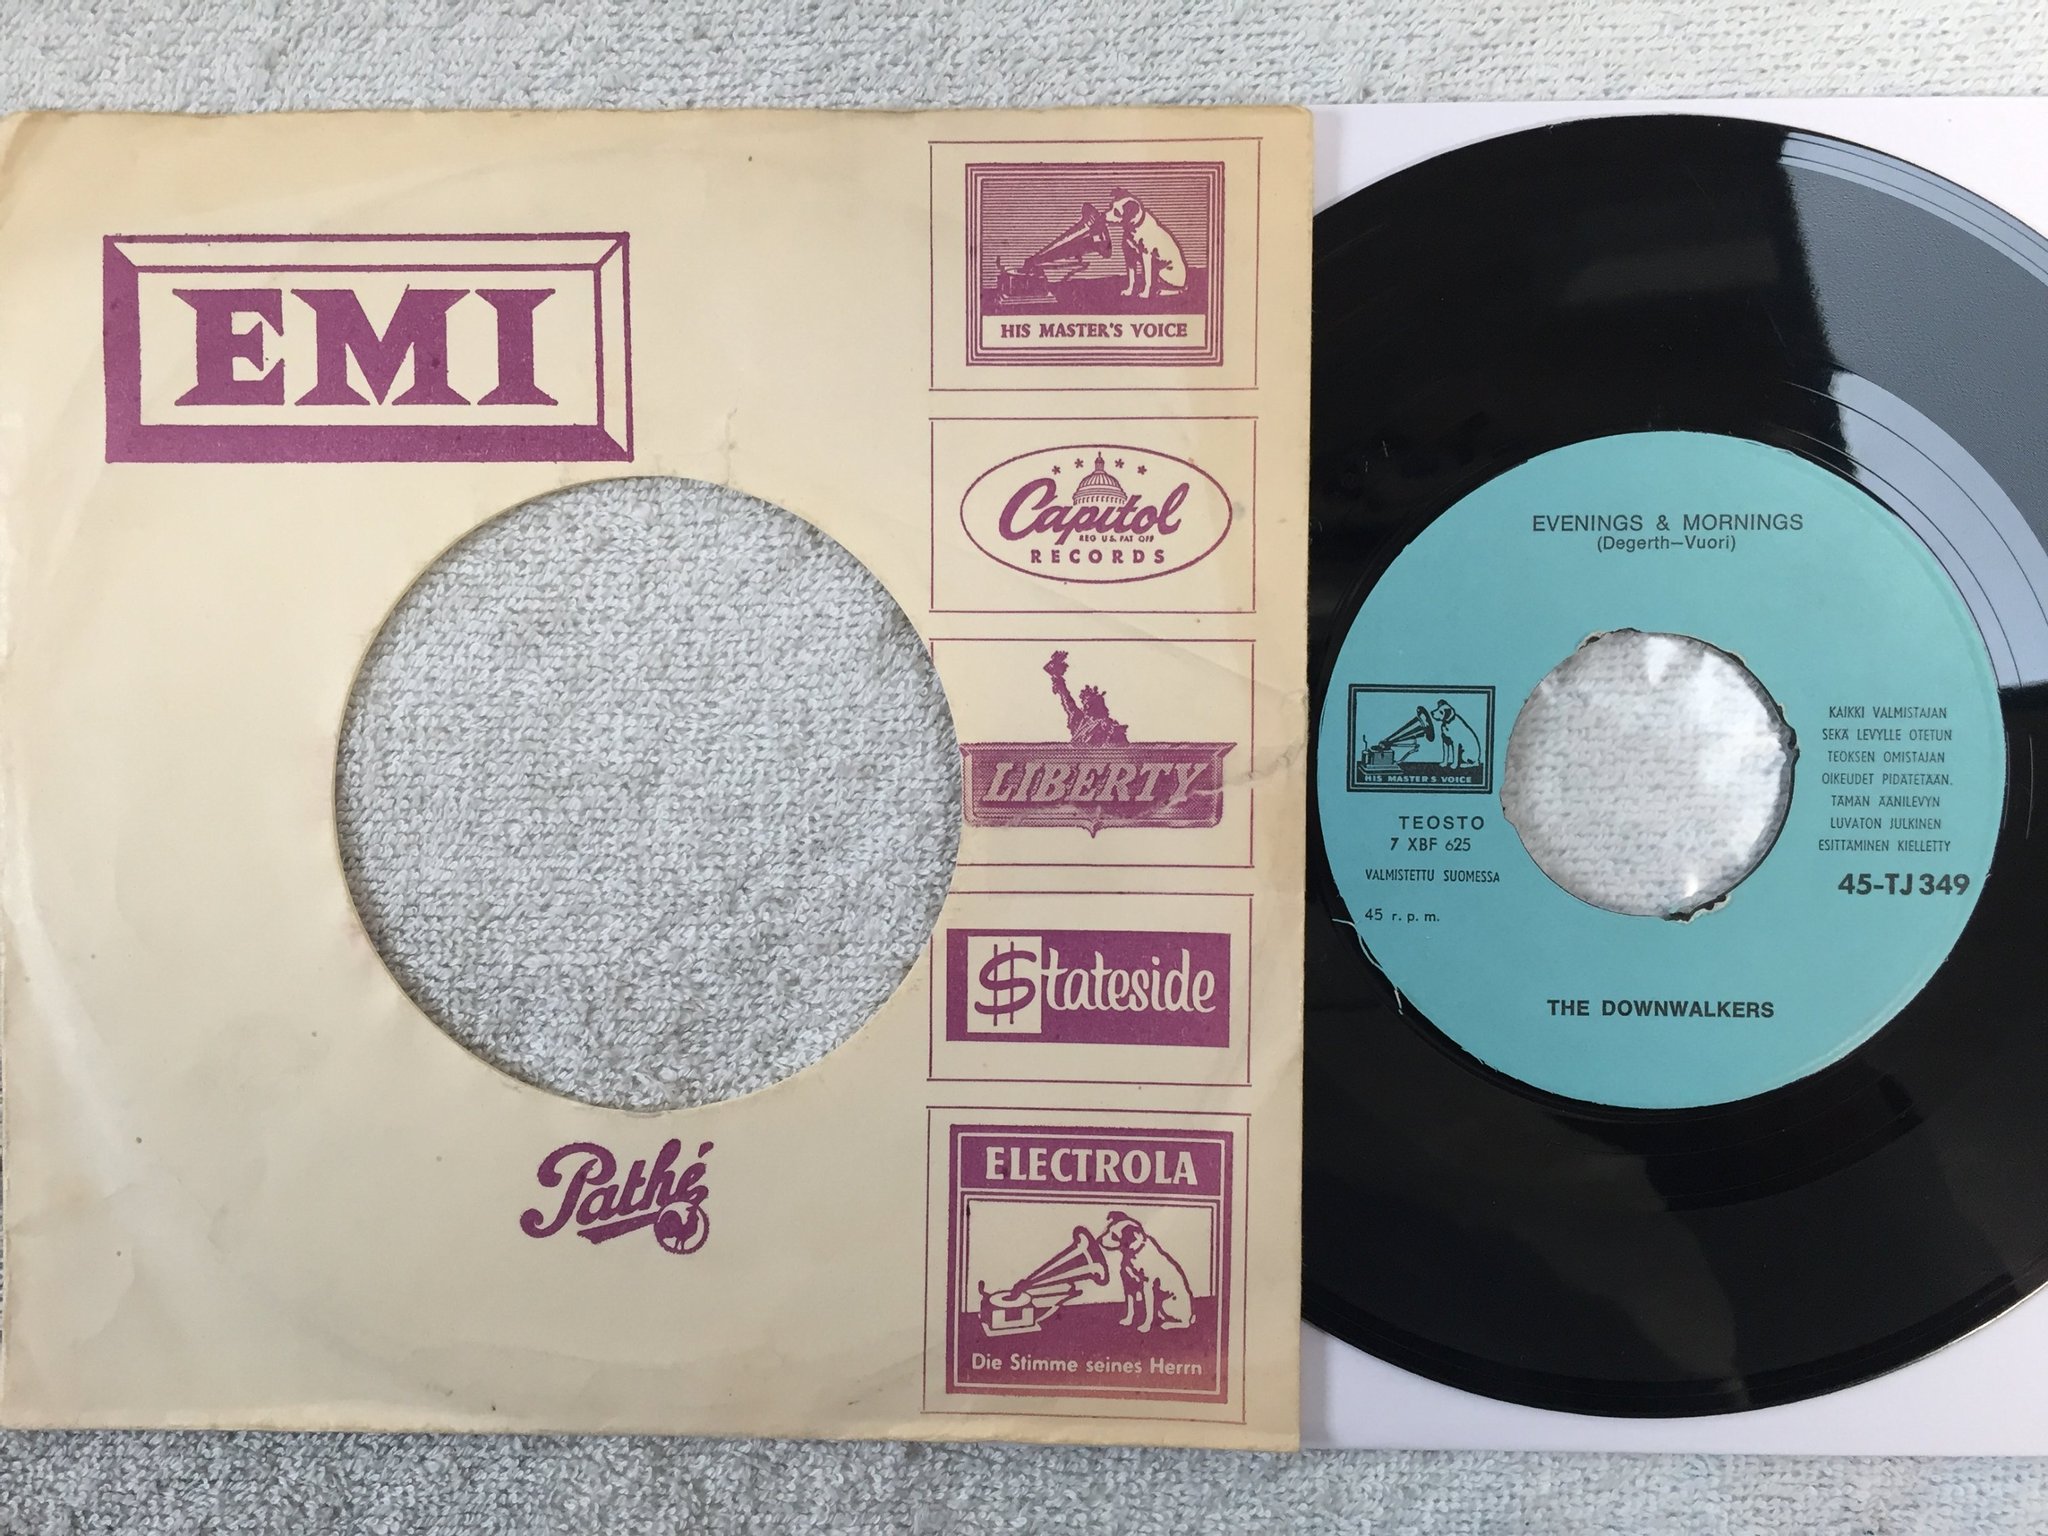 EMI
HIS MASTER'S VOICE
Capitol
REG U.S. PAT OFF
RECORDS
LIBERTY
$tateside
ELECTROLA
Die Stimme seines Herrn
Pathé
EVENINGS & MORNINGS
(Degerth—Vuori)
HIS MASTER'S VOICE
TEOSTO
7 XBF 625
VALMISTETTU SUOMESSA
45 r. p. m.
KAIKKI VALMISTAJAN
SEKÄ LEVYLLE OTETUN
TEOKSEN OMISTAJAN
OIKEUDET PIDÄTETÄÄN.
TÄMÄN ÄÄNILEVYN
LUVATON JULKINEN
ESITTÄMINEN KIELLETTY
45-TJ 349
THE DOWNWALKERS